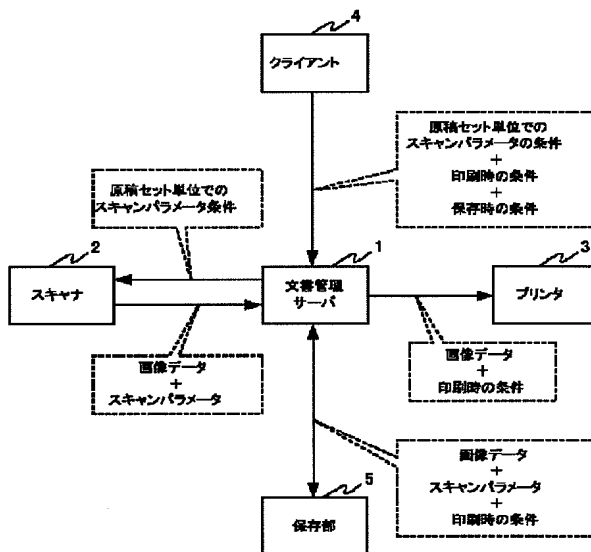 4
クライアント
原稿セット単位での
スキャンパラメータの条件
+
印刷時の条件
+
保存時の条件
原稿セット単位での
スキャンパラメータ条件
2
スキャナ
1
文書管理
サーバ
3
プリンタ
画像データ
+
スキャンパラメータ
画像データ
+
印刷時の条件
画像データ
+
スキャンパラメータ
+
印刷時の条件
5
保存部